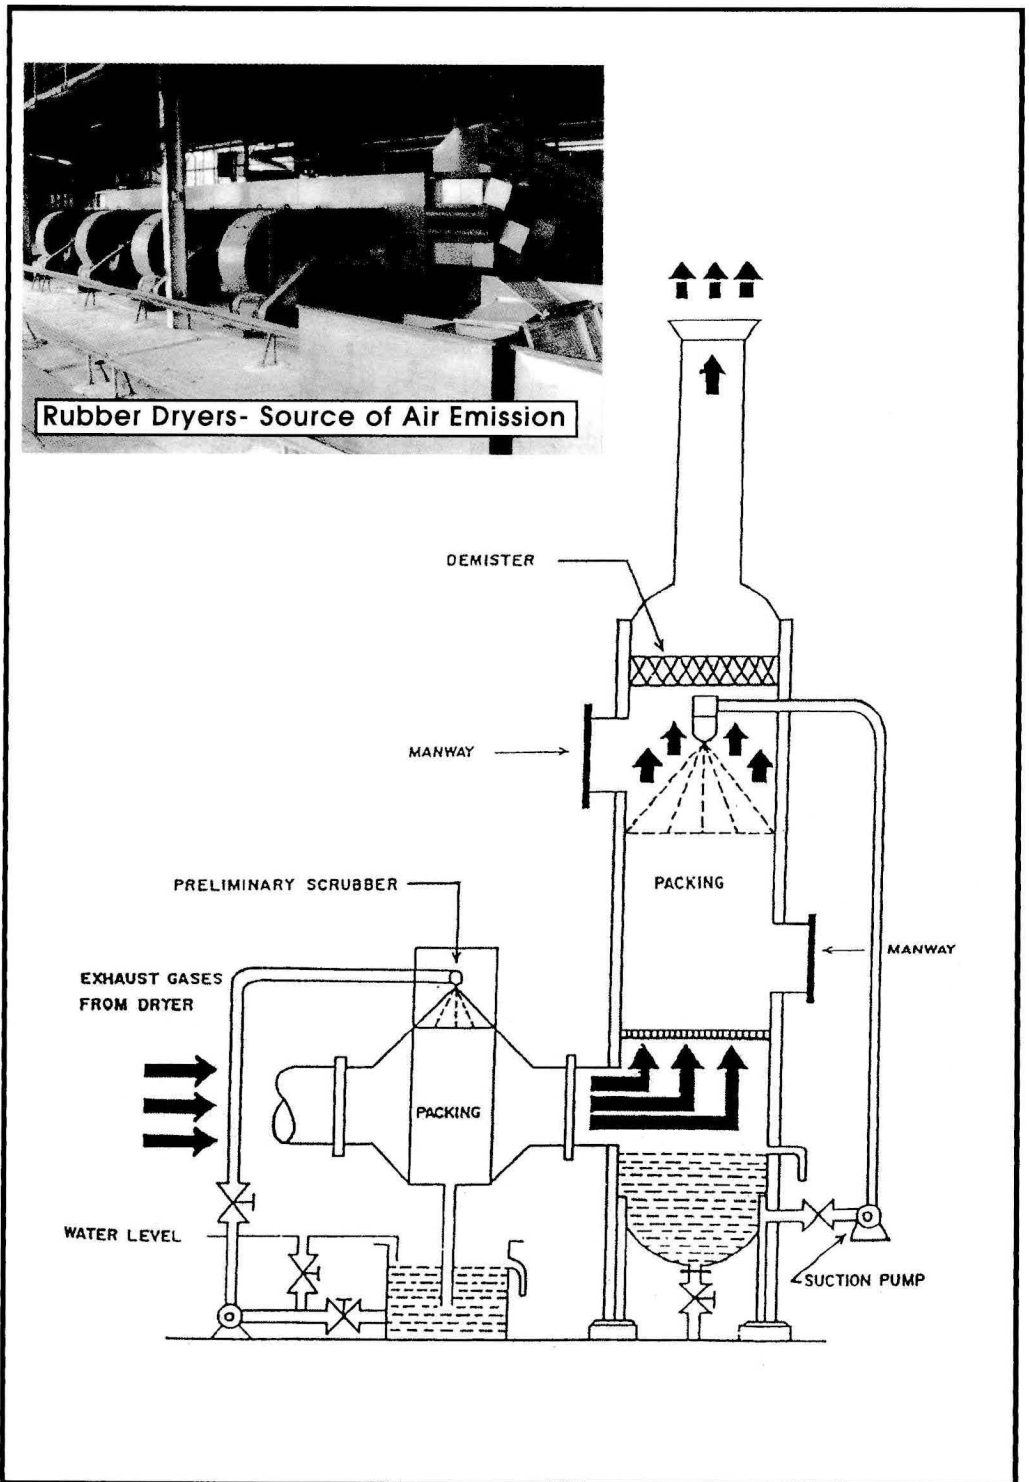 Rubber Dryers- Source of Air Emission
DEMISTER
MANWAY
PRELIMINARY SCRUBBER
PACKING
MANWAY
EXHAUST GASES
FROM DRYER
PACKING
WATER LEVEL
SUCTION PUMP